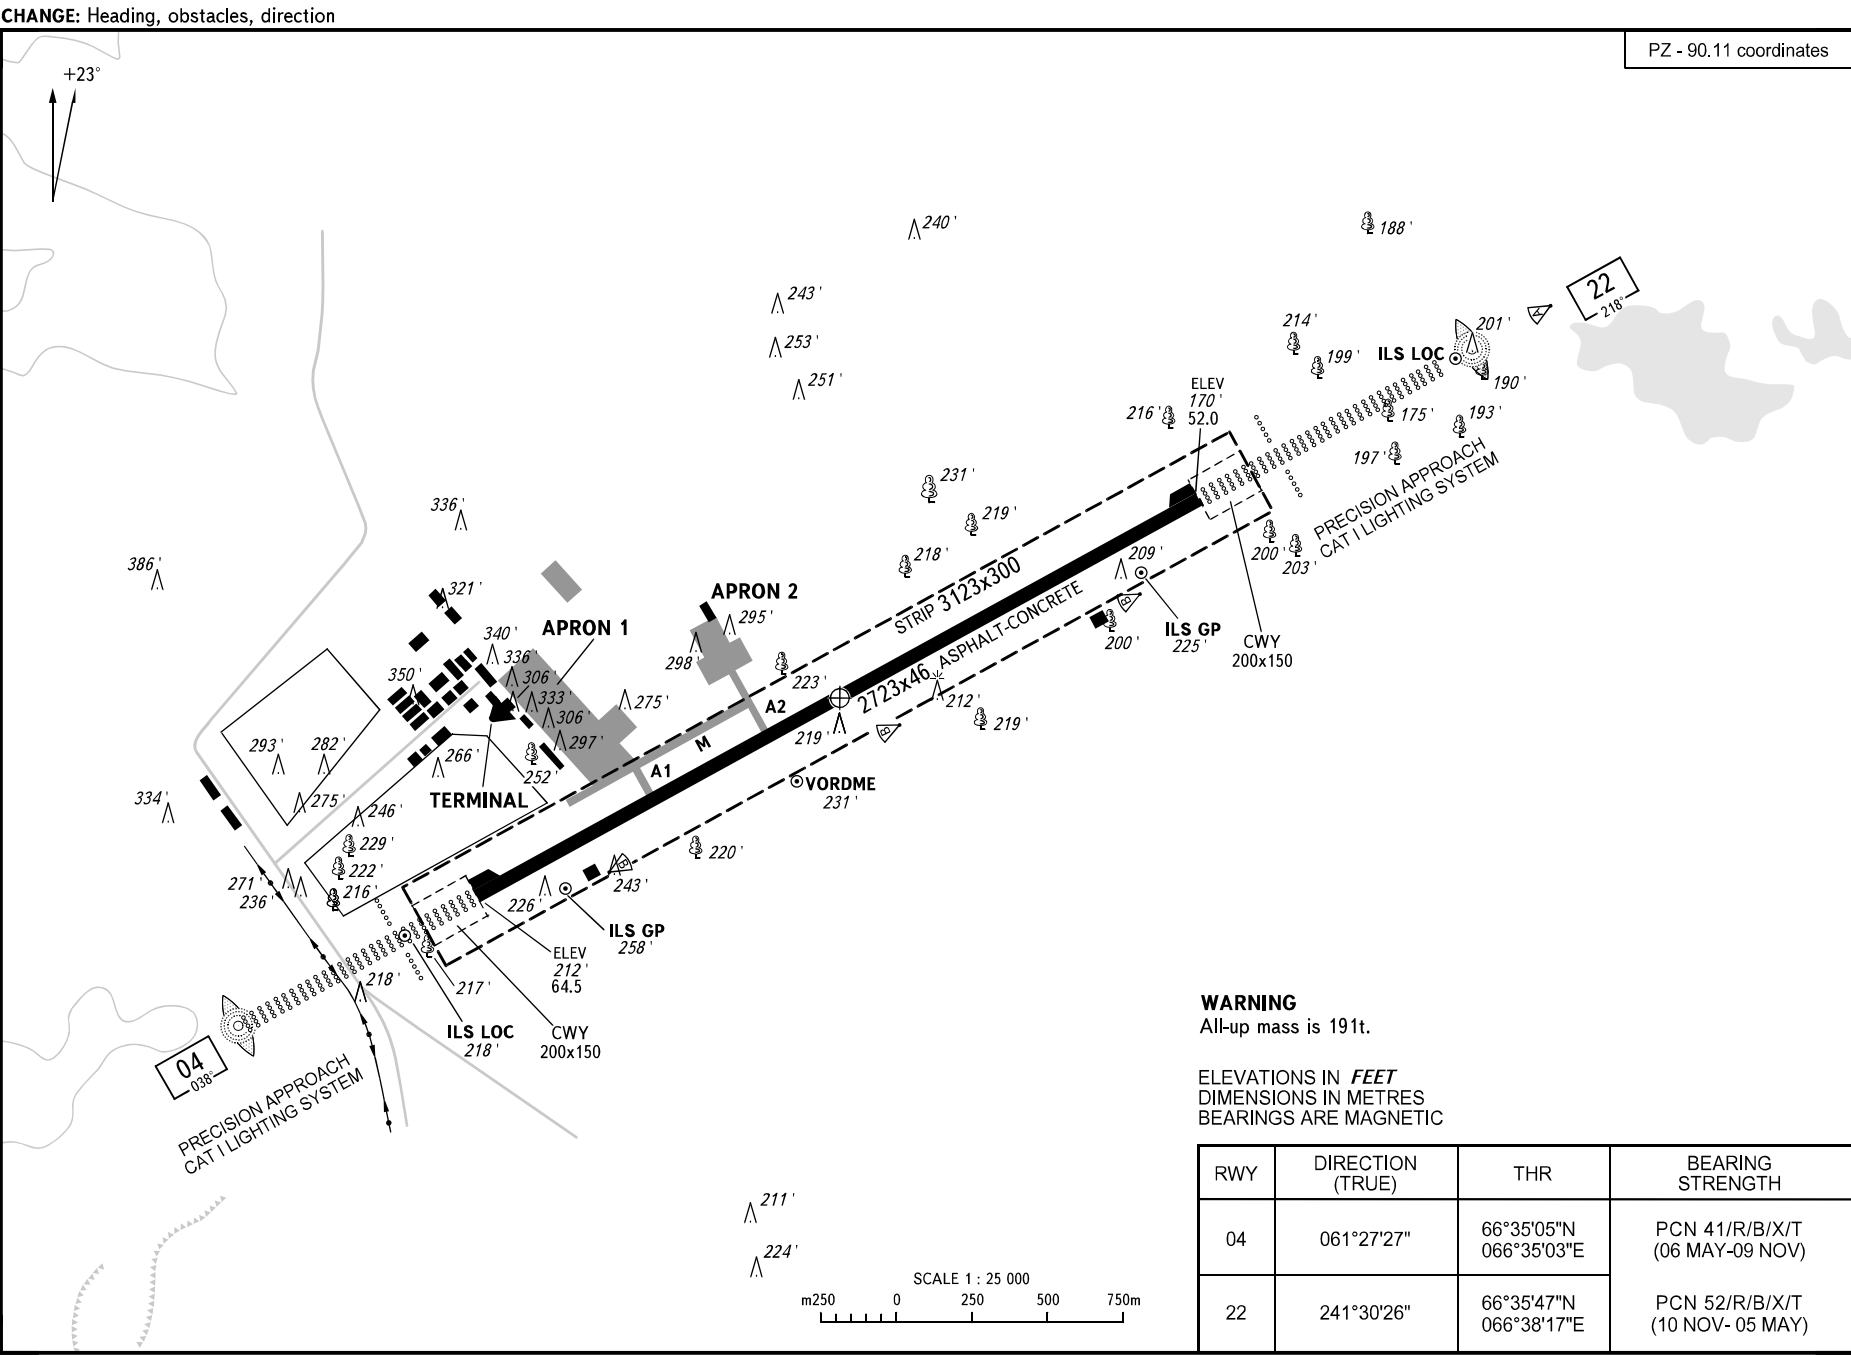 CHANGE: Heading, obstacles, direction
PZ - 90.11 coordinates
+23°
240'
188'
22
218°
243'
214'
201'
253'
199'
ILS LOC
251'
190'
ELEV
170'
52.0
216'
175'
193'
197'
PRECISION APPROACH
CAT I LIGHTING SYSTEM
231'
336'
219'
386'
218'
209'
200'
203'
STRIP 3123x300
321'
APRON 2
295'
APRON 1
340'
298'
336'
ILS GP
225'
200'
CWY
200x150
350'
306'
333'
306'
275'
223'
A2
2723x46 ASPHALT-CONCRETE
212'
219'
219'
293'
282'
266'
297'
M
252'
A1
VORDME
231'
TERMINAL
334'
275'
246'
229'
220'
222'
271'
236'
216'
243'
226'
ILS GP
258'
ELEV
212'
64.5
218'
217'
ILS LOC
218'
CWY
200x150
04
038°
PRECISION APPROACH
CAT I LIGHTING SYSTEM
B
B
B
211'
224'
WARNING
All-up mass is 191t.
ELEVATIONS IN FEET
DIMENSIONS IN METRES
BEARINGS ARE MAGNETIC
SCALE 1 : 25 000
m250 0 250 500 750m
RWY DIRECTION (TRUE) THR BEARING STRENGTH
04 061°27'27" 66°35'05"N 066°35'03"E PCN 41/R/B/X/T (06 MAY-09 NOV)
22 241°30'26" 66°35'47"N 066°38'17"E PCN 52/R/B/X/T (10 NOV- 05 MAY)